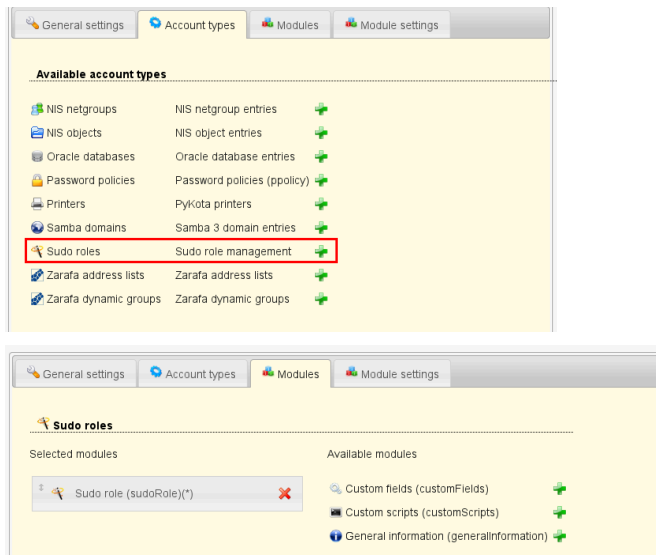 General settings Account types Modules Module settings
Available account types
NIS netgroups NIS netgroup entries
NIS objects NIS object entries
Oracle databases Oracle database entries
Password policies Password policies (ppolicy)
Printers PyKota printers
Samba domains Samba 3 domain entries
Sudo roles Sudo role management
Zarafa address lists Zarafa address lists
Zarafa dynamic groups Zarafa dynamic groups
General settings Account types Modules Module settings
Sudo roles
Selected modules Available modules
Sudo role (sudoRole)(*) Custom fields (customFields)
Custom scripts (customScripts)
General information (generalInformation)